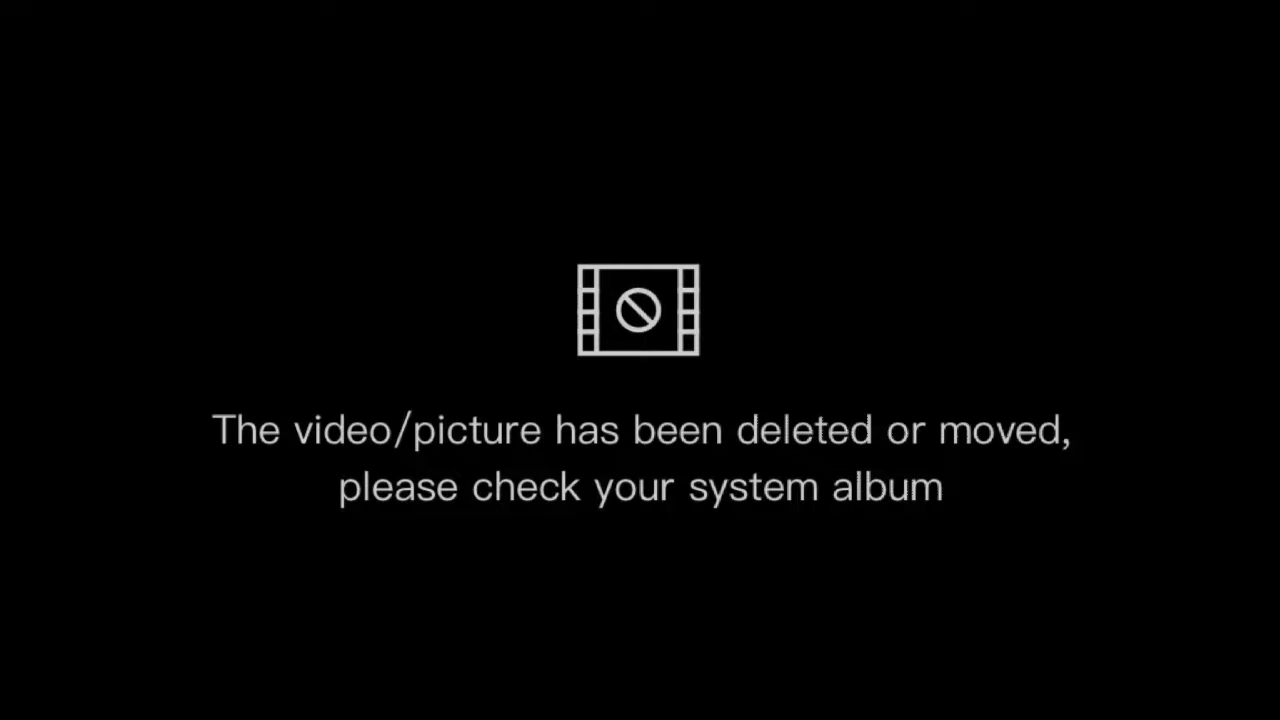 The video/picture has been deleted or moved,
please check your system album